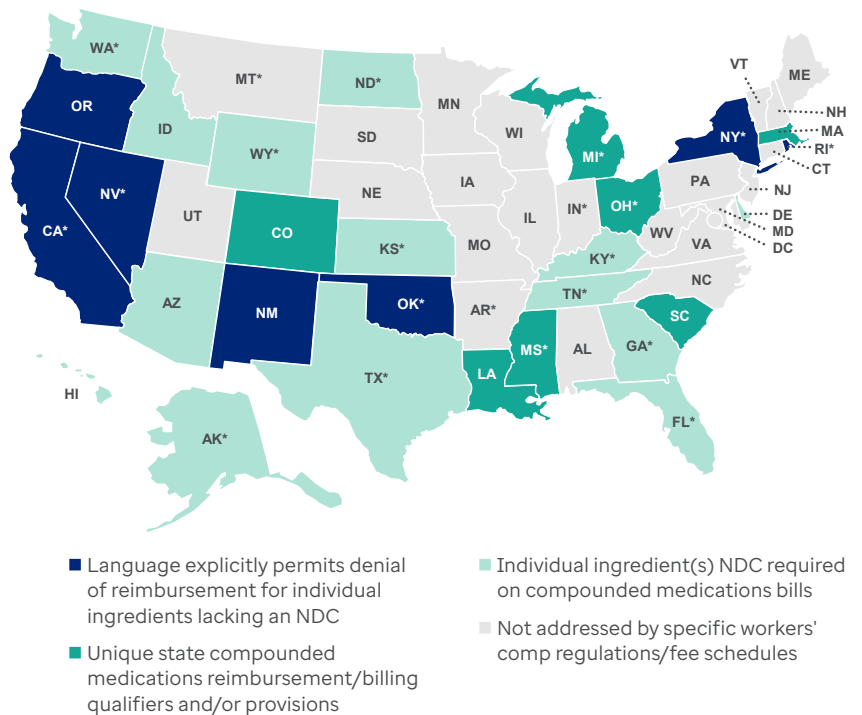 WA*
MT*
ND*
MN
VT
ME
OR
ID
SD
WI
NY*
NH
MA
RI*
CT
WY*
MI*
NV*
UT
NE
IA
PA
NJ
CA*
CO
IL
IN*
OH*
DE
MD
DC
KS*
MO
WV
VA
KY*
NC
AZ
NM
OK*
AR*
TN*
SC
MS*
AL
GA*
TX*
LA
HI
AK*
FL*
Language explicitly permits denial
of reimbursement for individual
ingredients lacking an NDC
Unique state compounded
medications reimbursement/billing
qualifiers and/or provisions
Individual ingredient(s) NDC required
on compounded medications bills
Not addressed by specific workers'
comp regulations/fee schedules